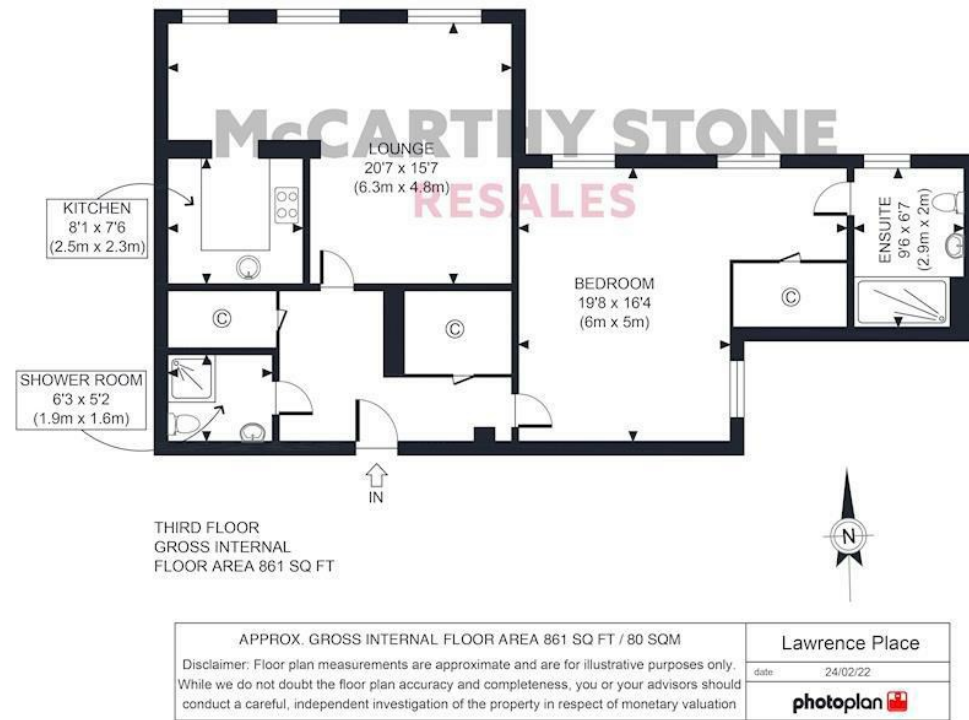 McCARTHY STONE
RESALES
LOUNGE
20'7 x 15'7
(6.3m x 4.8m)
KITCHEN
8'1 x 7'6
(2.5m x 2.3m)
BEDROOM
19'8 x 16'4
(6m x 5m)
ENSUITE
9'6 x 6'7
(2.9m x 2m)
C
C
C
SHOWER ROOM
6'3 x 5'2
(1.9m x 1.6m)
IN
N
THIRD FLOOR
GROSS INTERNAL
FLOOR AREA 861 SQ FT
APPROX. GROSS INTERNAL FLOOR AREA 861 SQ FT / 80 SQM
Disclaimer: Floor plan measurements are approximate and are for illustrative purposes only.
While we do not doubt the floor plan accuracy and completeness, you or your advisors should
conduct a careful, independent investigation of the property in respect of monetary valuation
Lawrence Place
date 24/02/22
photoplan